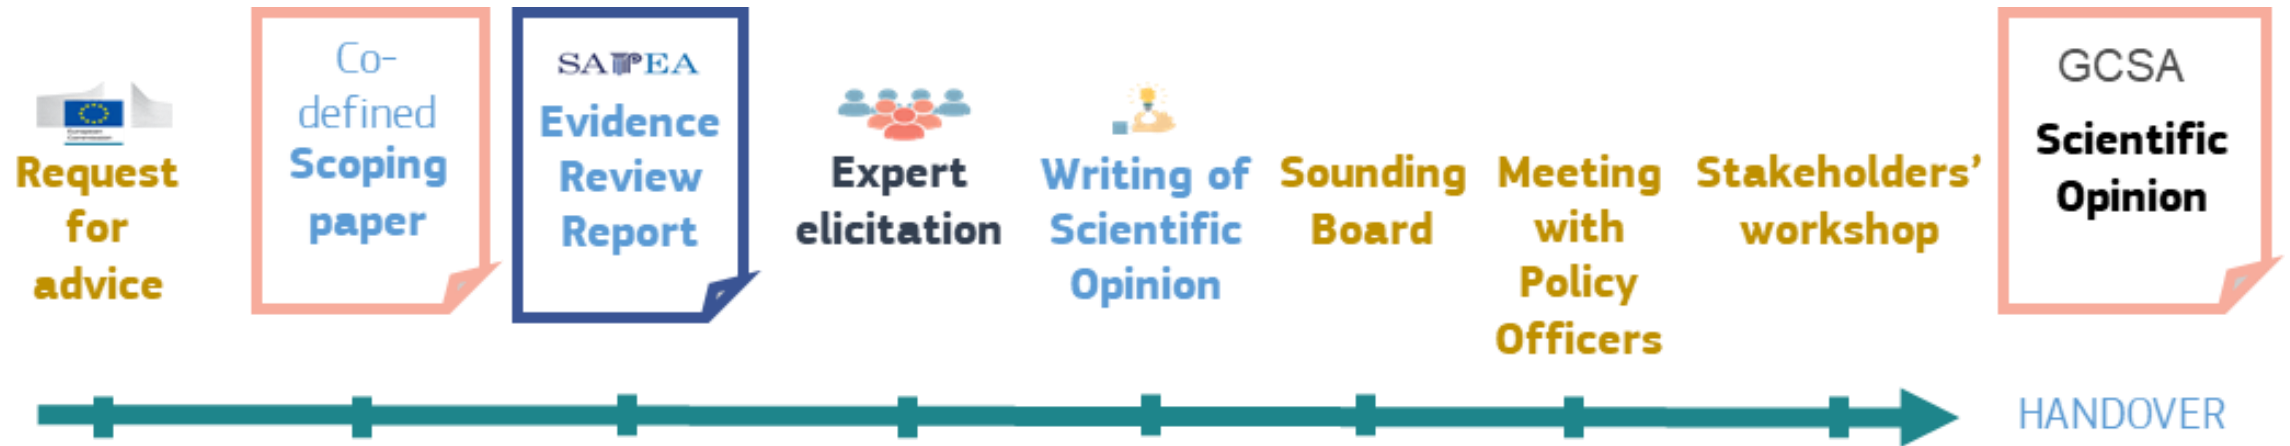 Request
for
advice
Co-
defined
Scoping
paper
SAPEA
Evidence
Review
Report
Expert
elicitation
Writing of
Scientific
Opinion
Sounding
Board
Meeting
with
Policy
Officers
Stakeholders’
workshop
GCSA
Scientific
Opinion
HANDOVER